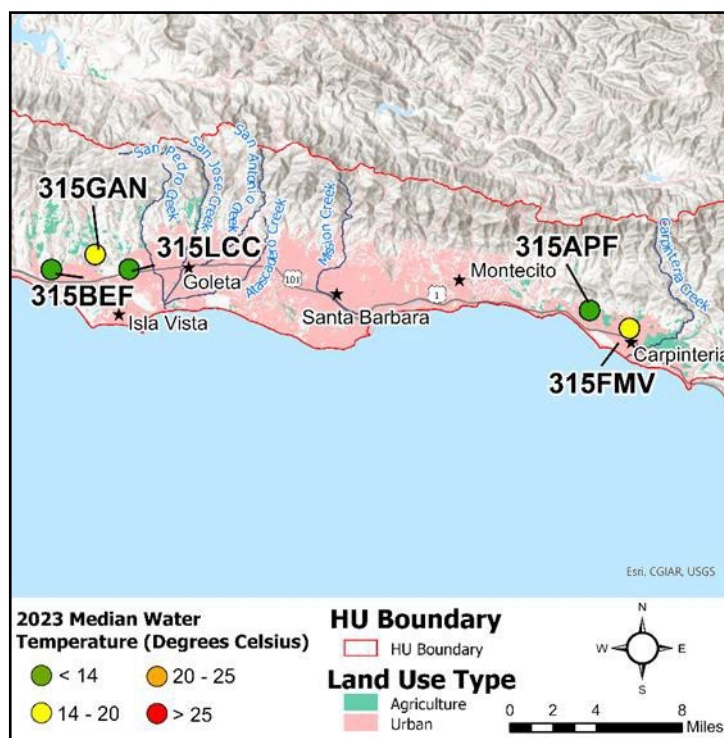 San Pedro
Creek
San Jose
Creek
San Antonio
Creek
Atascadero Creek
Mission Creek
Carpinteria
Creek
315GAN
315LCC
315APF
Goleta
Montecito
101
1
315BEF
Santa Barbara
Isla Vista
Carpinteria
315FMV
Esri, CGIAR, USGS
2023 Median Water
Temperature (Degrees Celsius)
< 14
20 - 25
14 - 20
> 25
HU Boundary
HU Boundary
Land Use Type
Agriculture
Urban
N
W
E
S
0 2 4 8
Miles